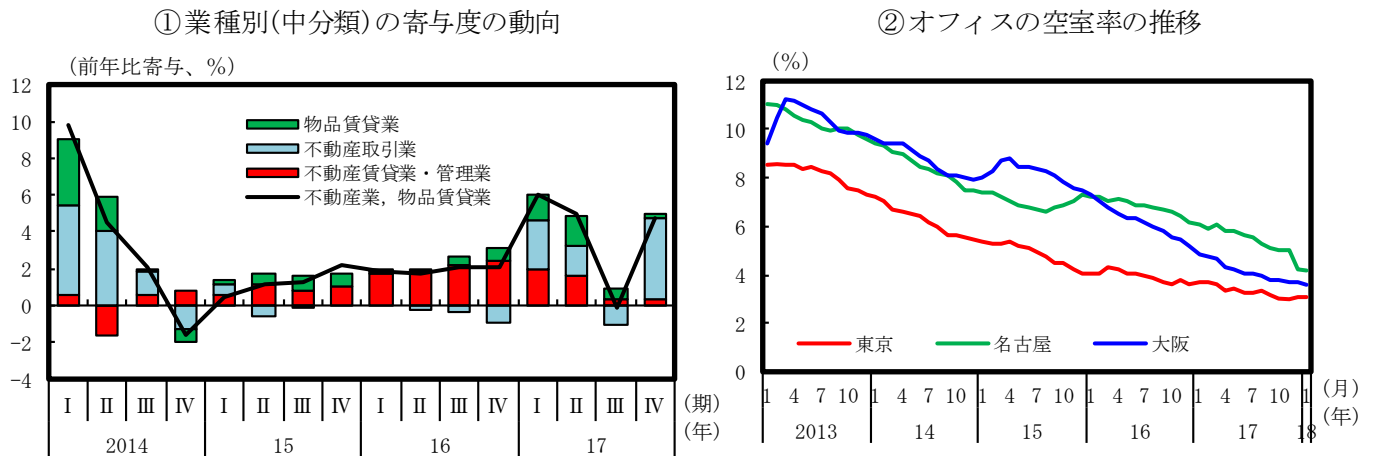 ①業種別(中分類)の寄与度の動向
(前年比寄与、%)
12
10
8
6
4
2
0
−2
−4
物品賃貸業
不動産取引業
不動産賃貸業・管理業
不動産業，物品賃貸業
Ⅰ Ⅱ Ⅲ Ⅳ Ⅰ Ⅱ Ⅲ Ⅳ Ⅰ Ⅱ Ⅲ Ⅳ Ⅰ Ⅱ Ⅲ Ⅳ (期)
2014 15 16 17 (年)
②オフィスの空室率の推移
(%)
12
10
8
6
4
2
0
東京 名古屋 大阪
1 4 7 10 1 4 7 10 1 4 7 10 1 4 7 10 1 4 7 10 1 (月)
2013 14 15 16 17 18 (年)